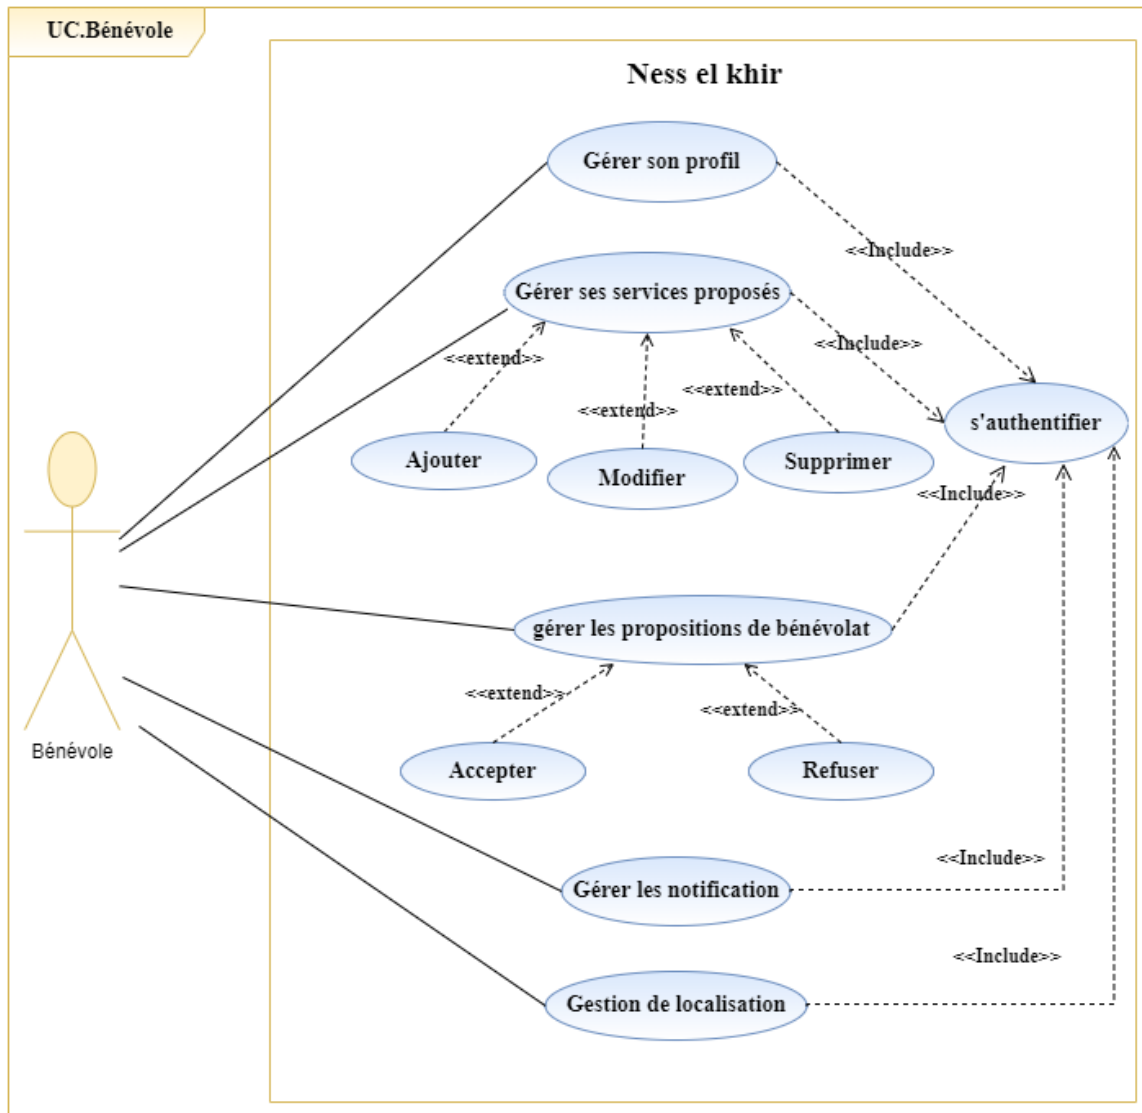 UC.Bénévole
Ness el khir
Gérer son profil
<<Include>>
Gérer ses services proposés
<<Include>>
<<extend>>
<<extend>>
<<extend>>
s'authentifier
Ajouter
Modifier
Supprimer
<<Include>>
gérer les propositions de bénévolat
<<extend>>
<<extend>>
Bénévole
Accepter
Refuser
<<Include>>
Gérer les notification
<<Include>>
Gestion de localisation